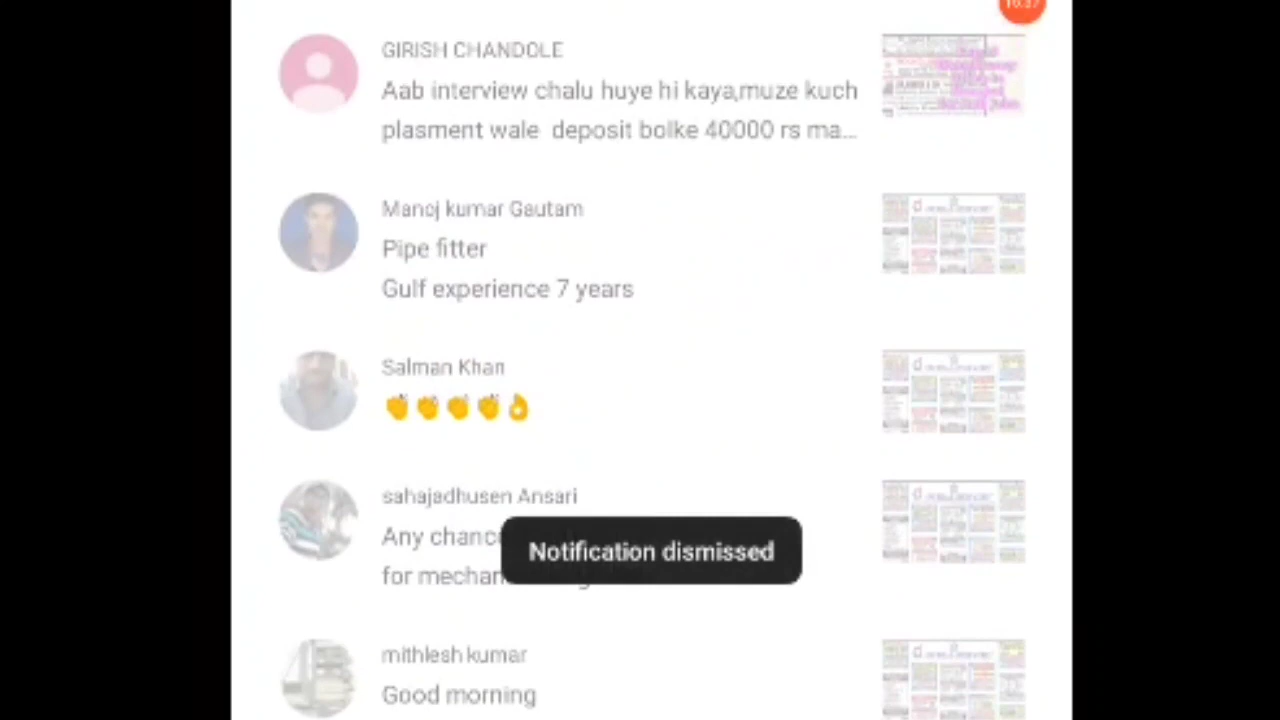 10:37
GIRISH CHANDOLE
Aab interview chalu huye hi kaya,muze kuch
plasment wale deposit bolke 40000 rs ma...
Manoj kumar Gautam
Pipe fitter
Gulf experience 7 years
Salman Khan
👏👏👏👏👌
sahajadhusen Ansari
Any chanc
for mechan
Notification dismissed
mithlesh kumar
Good morning